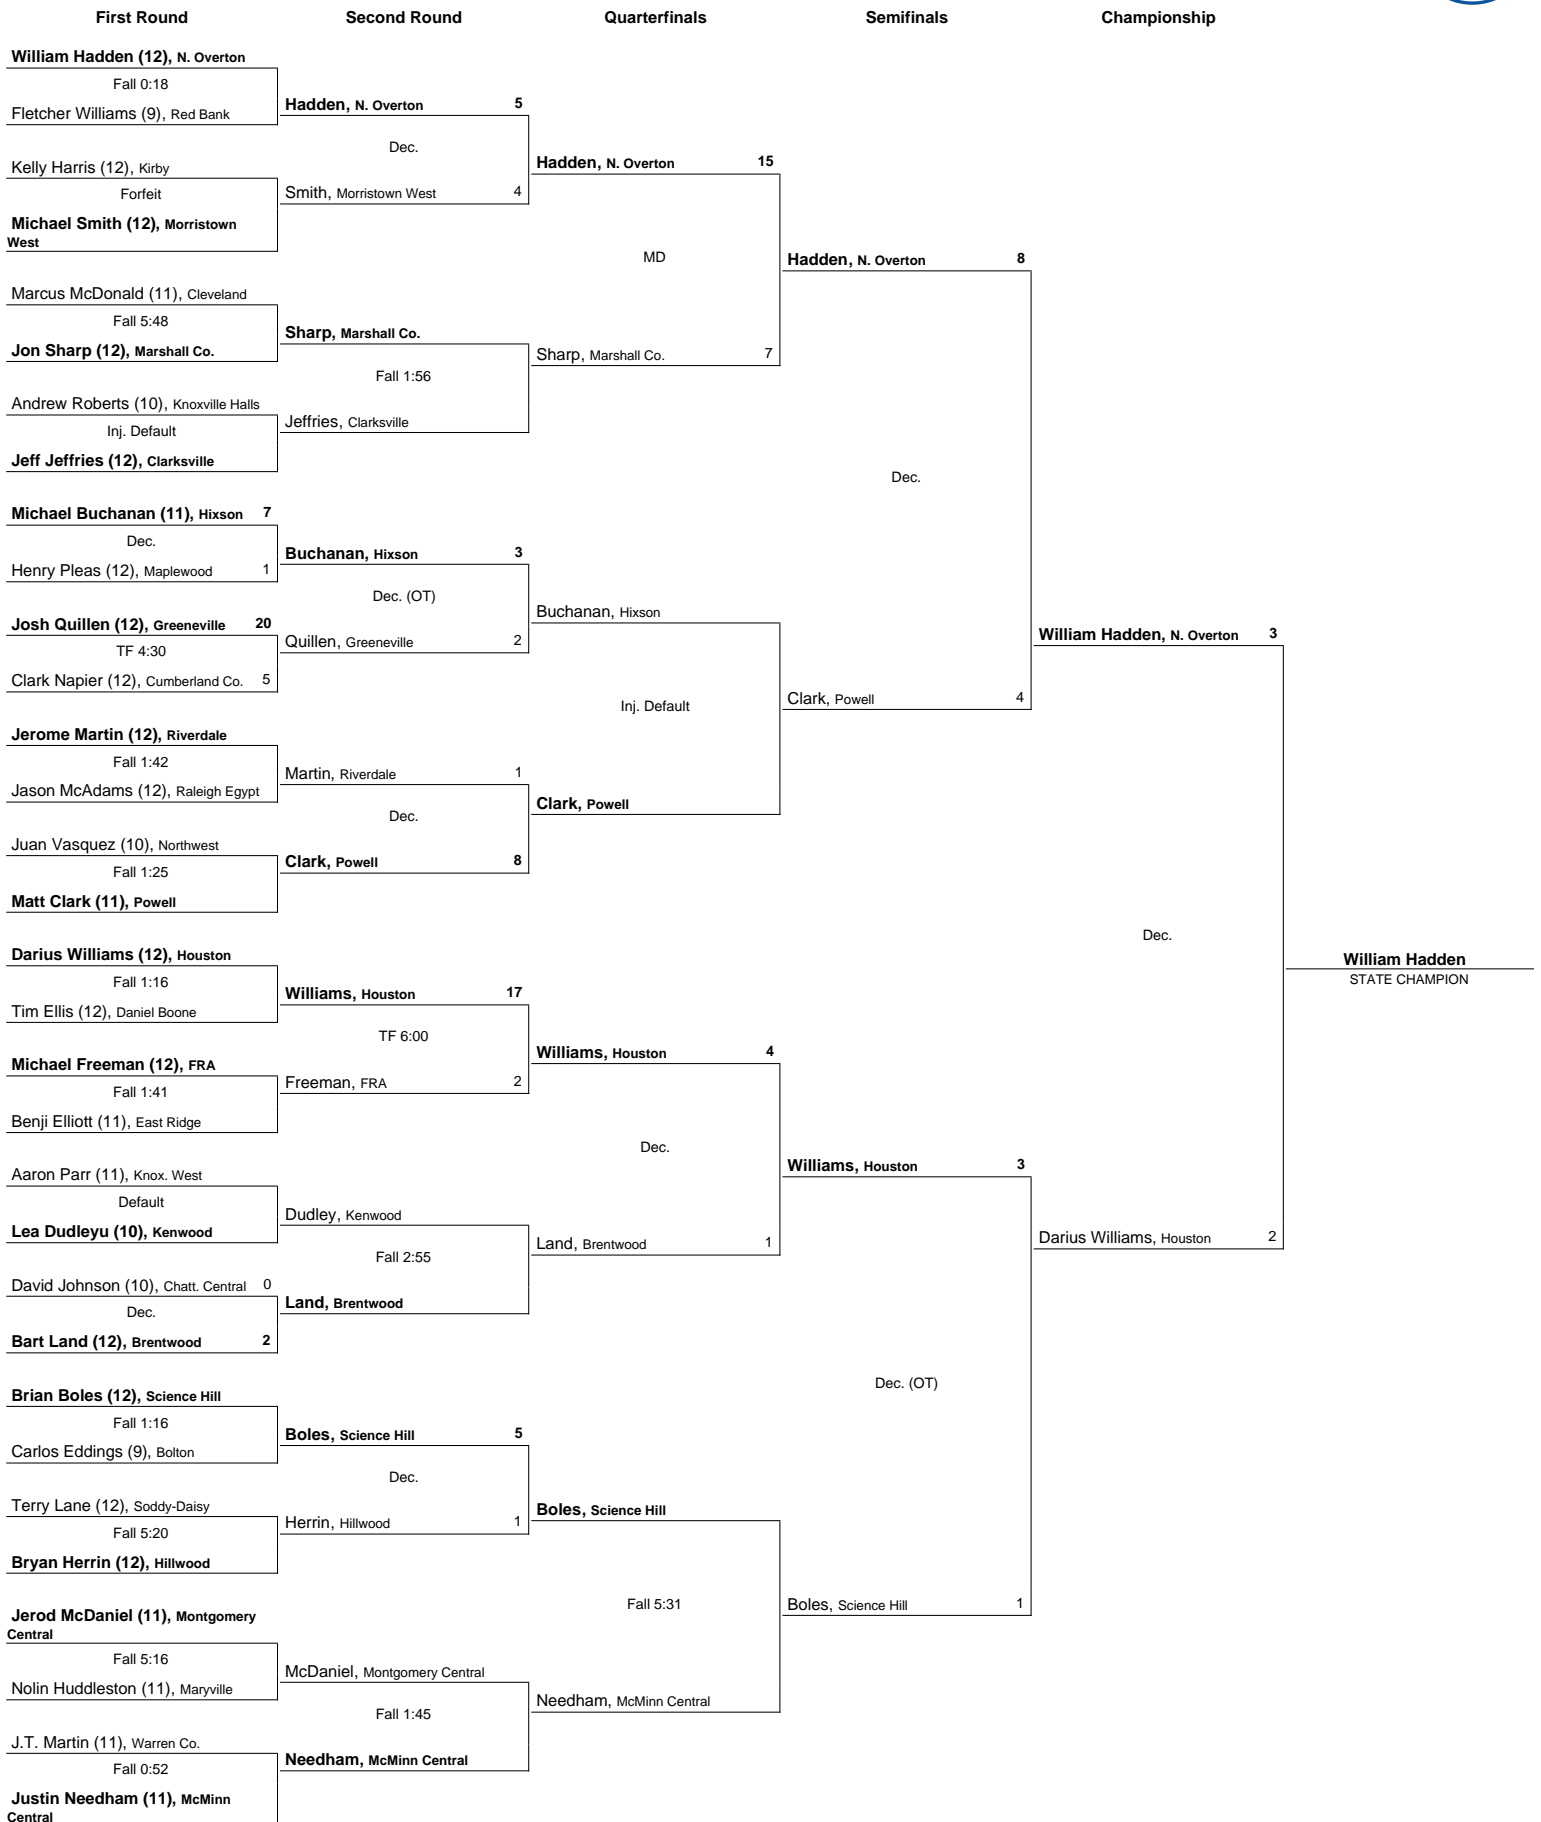 First Round
Second Round
Quarterfinals
Semifinals
Championship
William Hadden (12), N. Overton
Fall 0:18
Fletcher Williams (9), Red Bank
Kelly Harris (12), Kirby
Forfeit
Michael Smith (12), Morristown
West
Marcus McDonald (11), Cleveland
Fall 5:48
Jon Sharp (12), Marshall Co.
Andrew Roberts (10), Knoxville Halls
Inj. Default
Jeff Jeffries (12), Clarksville
Michael Buchanan (11), Hixson 7
Dec.
Henry Pleas (12), Maplewood 1
Josh Quillen (12), Greeneville 20
TF 4:30
Clark Napier (12), Cumberland Co. 5
Jerome Martin (12), Riverdale
Fall 1:42
Jason McAdams (12), Raleigh Egypt
Juan Vasquez (10), Northwest
Fall 1:25
Matt Clark (11), Powell
Darius Williams (12), Houston
Fall 1:16
Tim Ellis (12), Daniel Boone
Michael Freeman (12), FRA
Fall 1:41
Benji Elliott (11), East Ridge
Aaron Parr (11), Knox. West
Default
Lea Dudleyu (10), Kenwood
David Johnson (10), Chatt. Central 0
Dec.
Bart Land (12), Brentwood 2
Brian Boles (12), Science Hill
Fall 1:16
Carlos Eddings (9), Bolton
Terry Lane (12), Soddy-Daisy
Fall 5:20
Bryan Herrin (12), Hillwood
Jerod McDaniel (11), Montgomery
Central
Fall 5:16
Nolin Huddleston (11), Maryville
J.T. Martin (11), Warren Co.
Fall 0:52
Justin Needham (11), McMinn
Central
Hadden, N. Overton 5
Dec.
Smith, Morristown West 4
Sharp, Marshall Co.
Fall 1:56
Jeffries, Clarksville
Buchanan, Hixson 3
Dec. (OT)
Quillen, Greeneville 2
Martin, Riverdale 1
Dec.
Clark, Powell 8
Williams, Houston 17
TF 6:00
Freeman, FRA 2
Dudley, Kenwood
Fall 2:55
Land, Brentwood
Boles, Science Hill 5
Dec.
Herrin, Hillwood 1
McDaniel, Montgomery Central
Fall 1:45
Needham, McMinn Central
Hadden, N. Overton 15
MD
Sharp, Marshall Co. 7
Buchanan, Hixson
Inj. Default
Clark, Powell
Williams, Houston 4
Dec.
Land, Brentwood 1
Boles, Science Hill
Fall 5:31
Needham, McMinn Central
Hadden, N. Overton 8
Dec.
Clark, Powell 4
Williams, Houston 3
Dec. (OT)
Boles, Science Hill 1
William Hadden, N. Overton 3
Dec.
Darius Williams, Houston 2
William Hadden
STATE CHAMPION